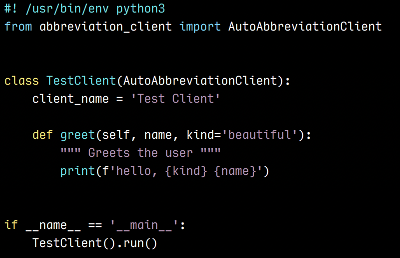 #! /usr/bin/env python3
from abbreviation_client import AutoAbbreviationClient
class TestClient(AutoAbbreviationClient):
    client_name = 'Test Client'
    def greet(self, name, kind='beautiful'):
        """ Greets the user """
        print(f'hello, {kind} {name}')
if __name__ == '__main__':
    TestClient().run()